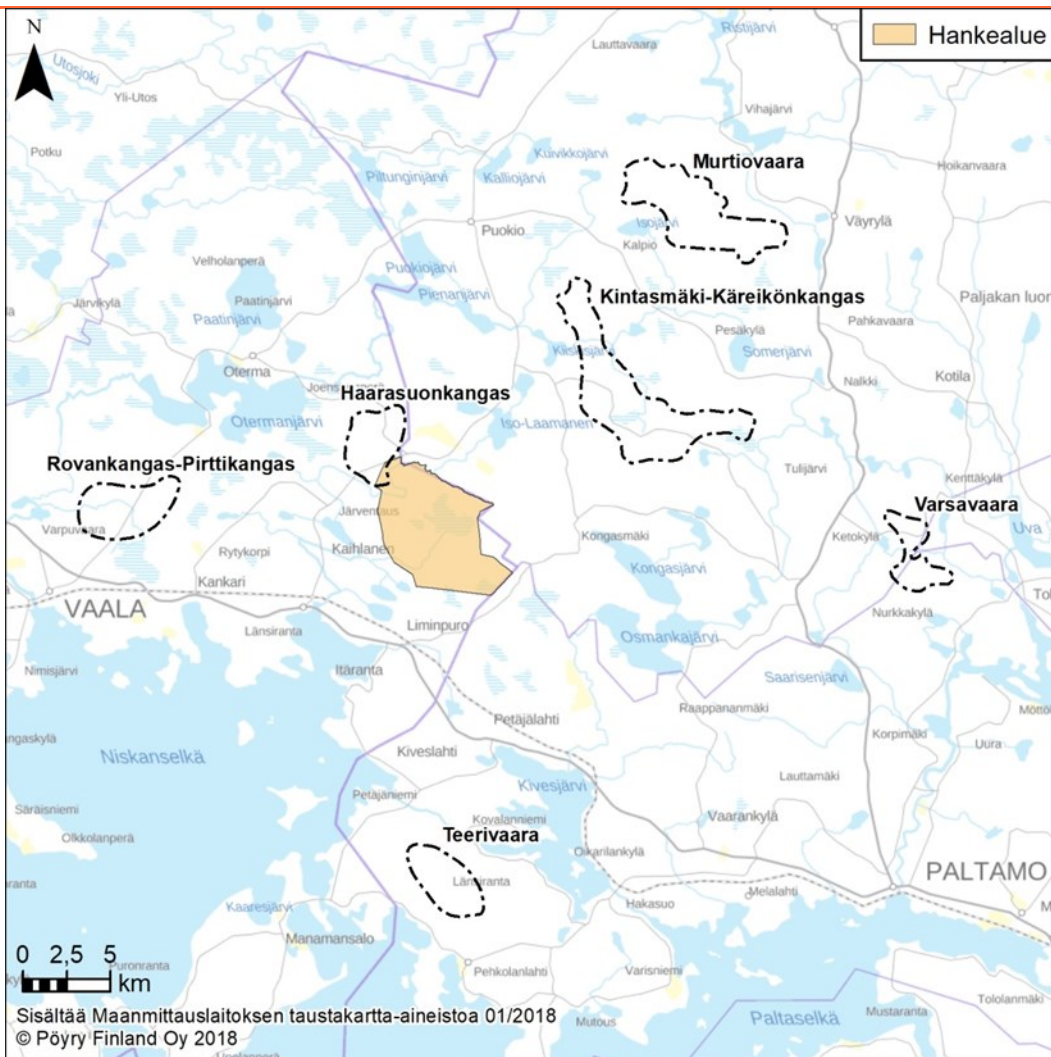 N
Hankealue
Utosjoki
Yli-Utos
Potku
Lauttavaara
Ristijärvi
Vihajärvi
Hoikanvaara
Kuivikkojärvi
Piltunginjärvi
Kalliojärvi
Murtiovaara
Puokio
Isojärvi
Kalpio
Väyrylä
Velholanperä
Puokiojärvi
Pienanjärvi
Järvikylä
Paatinjärvi
Paatinjärvi
Kintasmäki-Käreikönkangas
Paljakan luon
Pesäkylä
Pahkavaara
Somerjärvi
Oterma
Nalkki
Kotila
Haarasuonkangas
Otermanjärvi
Iso-Laamanen
Rovankangas-Pirttikangas
Tulijärvi
Kenttäkylä
Varsavaara
Varpuvaara
Järventaus
Kaihlanen
Rytykorpi
Kongasmäki
Ketokylä
Uva
Kankari
Kongasjärvi
VAALA
Länsiranta
Liminpuro
Nurkkakylä
Osmankajärvi
Nimisjärvi
Itäranta
Saarisenjärvi
Raappananmäki
Petäjälahti
Korpimäki
Uura
Niskanselkä
Kiveslahti
Lauttamäki
Kivesjärvi
Petäjäniemi
Säräisniemi
Kovalanniemi
Vaarankylä
Olkkolanperä
Teerivaara
Oikarilankylä
Länsiranta
PALTAMO
Melalahti
Hakasuo
Kaaresjärvi
Manamansalo
0 2,5 5
km
Puronranta
Pehkolanlahti
Varisniemi
Tololanmäki
Sisältää Maanmittauslaitoksen taustakartta-aineistoa 01/2018
Mutous
Paltaselkä
Mustaranta
© Pöyry Finland Oy 2018